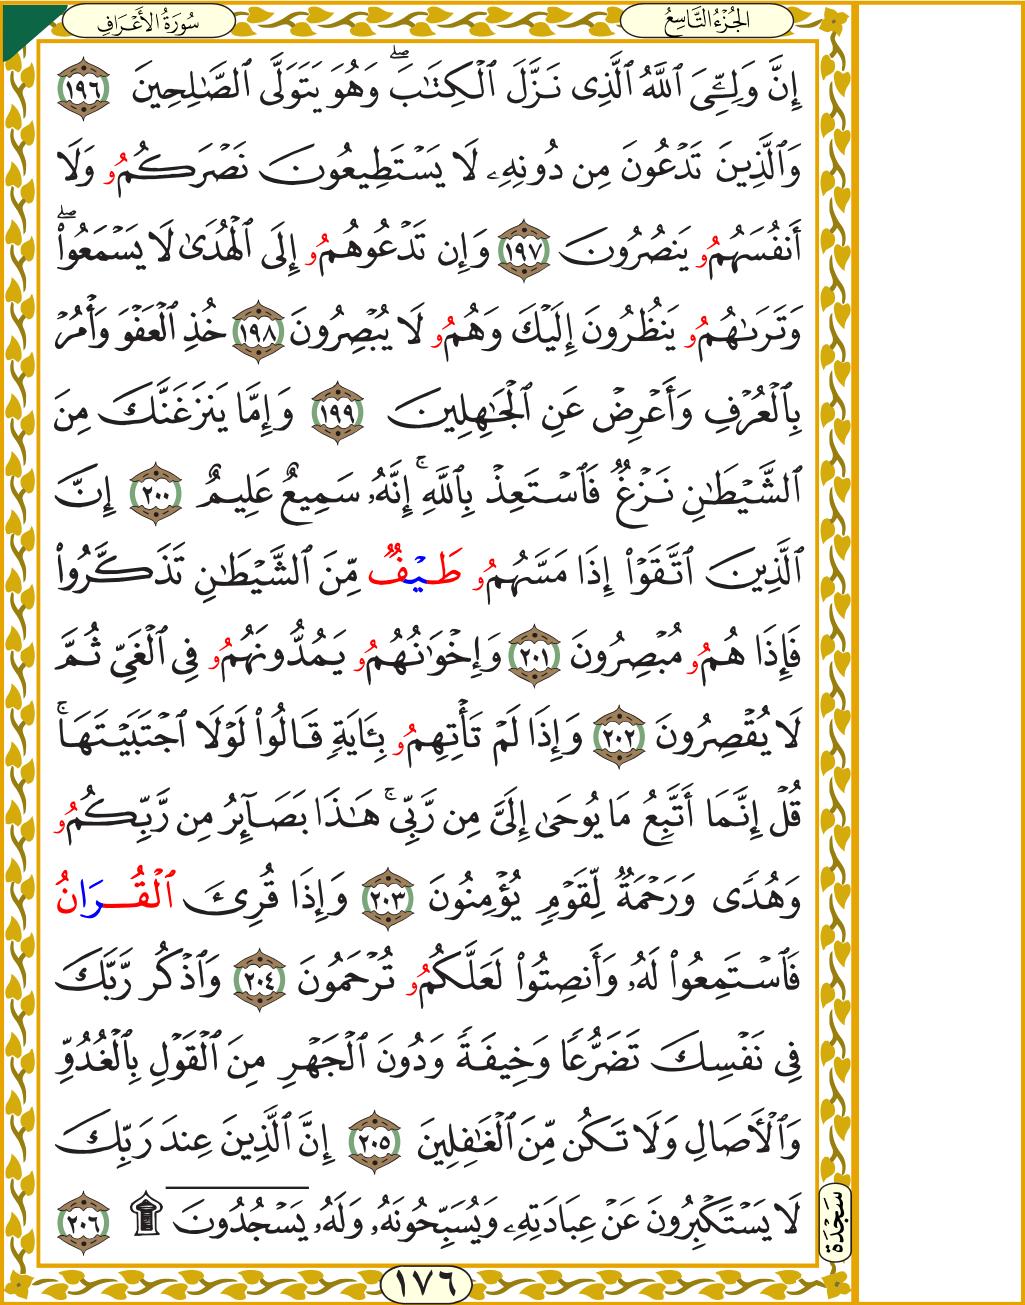 الجُزْءُ التَّاسِعُ
سُورَةُ الأَعْرَافِ
إِنَّ وَلِـِّۧيَ ٱللَّهُ ٱلَّذِى نَزَّلَ ٱلْكِتَٰبَ ۖ وَهُوَ يَتَوَلَّى ٱلصَّٰلِحِينَ ١٩٦
وَٱلَّذِينَ تَدْعُونَ مِن دُونِهِۦ لَا يَسْتَطِيعُونَ نَصْرَكُمُۥ وَلَا
أَنفُسَهُمُۥ يَنصُرُونَ ١٩٧ وَإِن تَدْعُوهُمُۥ إِلَى ٱلْهُدَىٰ لَا يَسْمَعُوا۟ ۖ
وَتَرَىٰهُمُۥ يَنظُرُونَ إِلَيْكَ وَهُمُۥ لَا يُبْصِرُونَ ١٩٨ خُذِ ٱلْعَفْوَ وَأْمُرْ
بِٱلْعُرْفِ وَأَعْرِضْ عَنِ ٱلْجَٰهِلِينَ ١٩٩ وَإِمَّا يَنزَغَنَّكَ مِنَ
ٱلشَّيْطَٰنِ نَزْغٌ فَٱسْتَعِذْ بِٱللَّهِ ۚ إِنَّهُۥ سَمِيعٌ عَلِيمٌ ٢٠٠ إِنَّ
ٱلَّذِينَ ٱتَّقَوْا۟ إِذَا مَسَّهُمُۥ طَيْفٌ مِّنَ ٱلشَّيْطَٰنِ تَذَكَّرُوا۟
فَإِذَا هُمُۥ مُبْصِرُونَ ٢٠١ وَإِخْوَٰنُهُمُۥ يَمُدُّونَهُمُۥ فِى ٱلْغَىِّ ثُمَّ
لَا يُقْصِرُونَ ٢٠٢ وَإِذَا لَمْ تَأْتِهِمُۥ بِـَٔايَةٍ قَالُوا۟ لَوْلَا ٱجْتَبَيْتَهَا ۚ
قُلْ إِنَّمَا أَتَّبِعُ مَا يُوحَىٰ إِلَىَّ مِن رَّبِّى ۚ هَٰذَا بَصَآئِرُ مِن رَّبِّكُمُۥ
وَهُدًى وَرَحْمَةٌ لِّقَوْمٍ يُؤْمِنُونَ ٢٠٣ وَإِذَا قُرِئَ ٱلْقُرَانُ
فَٱسْتَمِعُوا۟ لَهُۥ وَأَنصِتُوا۟ لَعَلَّكُمُۥ تُرْحَمُونَ ٢٠٤ وَٱذْكُر رَّبَّكَ
فِى نَفْسِكَ تَضَرُّعًا وَخِيفَةً وَدُونَ ٱلْجَهْرِ مِنَ ٱلْقَوْلِ بِٱلْغُدُوِّ
وَٱلْأَصَالِ وَلَا تَكُن مِّنَ ٱلْغَٰفِلِينَ ٢٠٥ إِنَّ ٱلَّذِينَ عِندَ رَبِّكَ
لَا يَسْتَكْبِرُونَ عَنْ عِبَادَتِهِۦ وَيُسَبِّحُونَهُۥ وَلَهُۥ يَسْجُدُونَ ۩ ٢٠٦
سَجْدَة
١٧٦